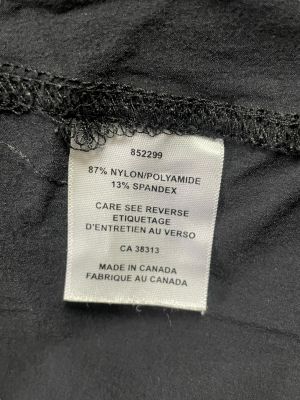 852299
87% NYLON/POLYAMIDE
13% SPANDEX
CARE SEE REVERSE
ETIQUETAGE
D'ENTRETIEN AU VERSO
CA 38313
MADE IN CANADA
FABRIQUE AU CANADA